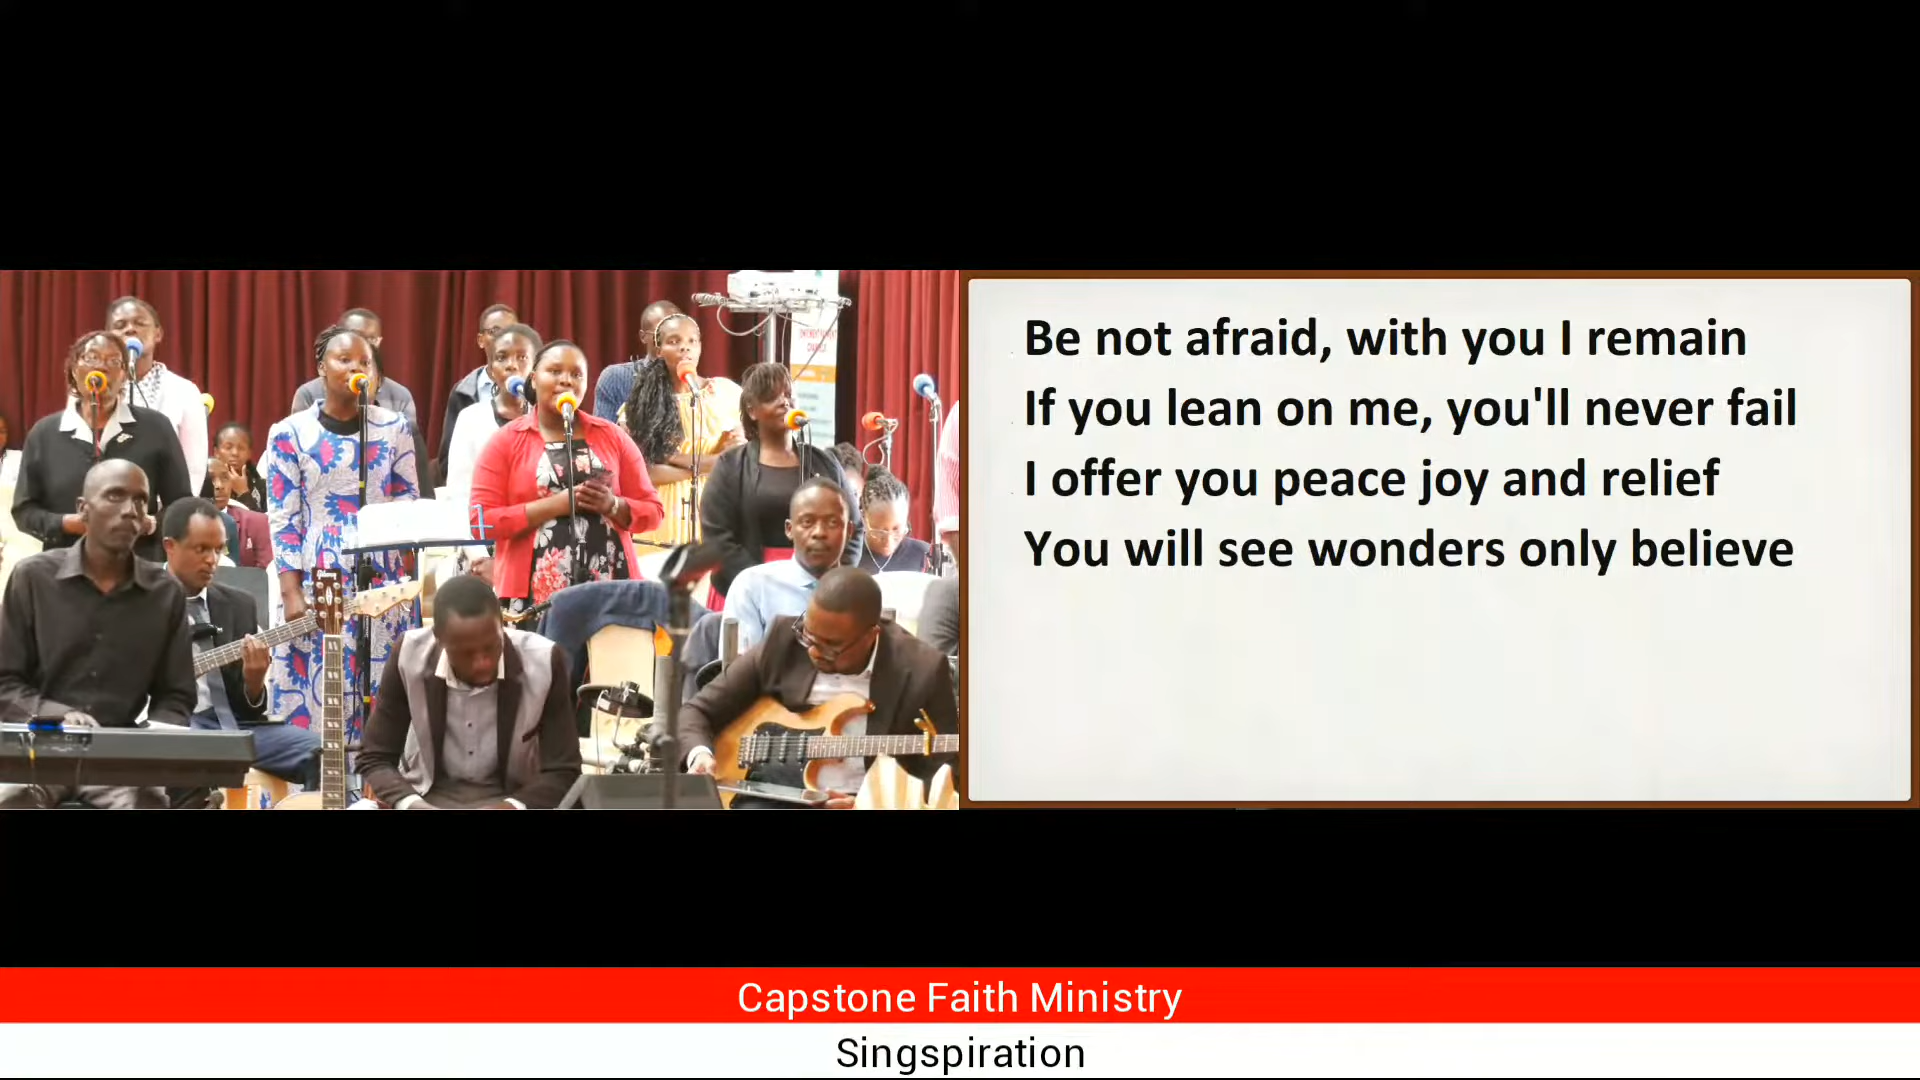 Be not afraid, with you I remain
If you lean on me, you'll never fail
I offer you peace joy and relief
You will see wonders only believe
Capstone Faith Ministry
Singspiration